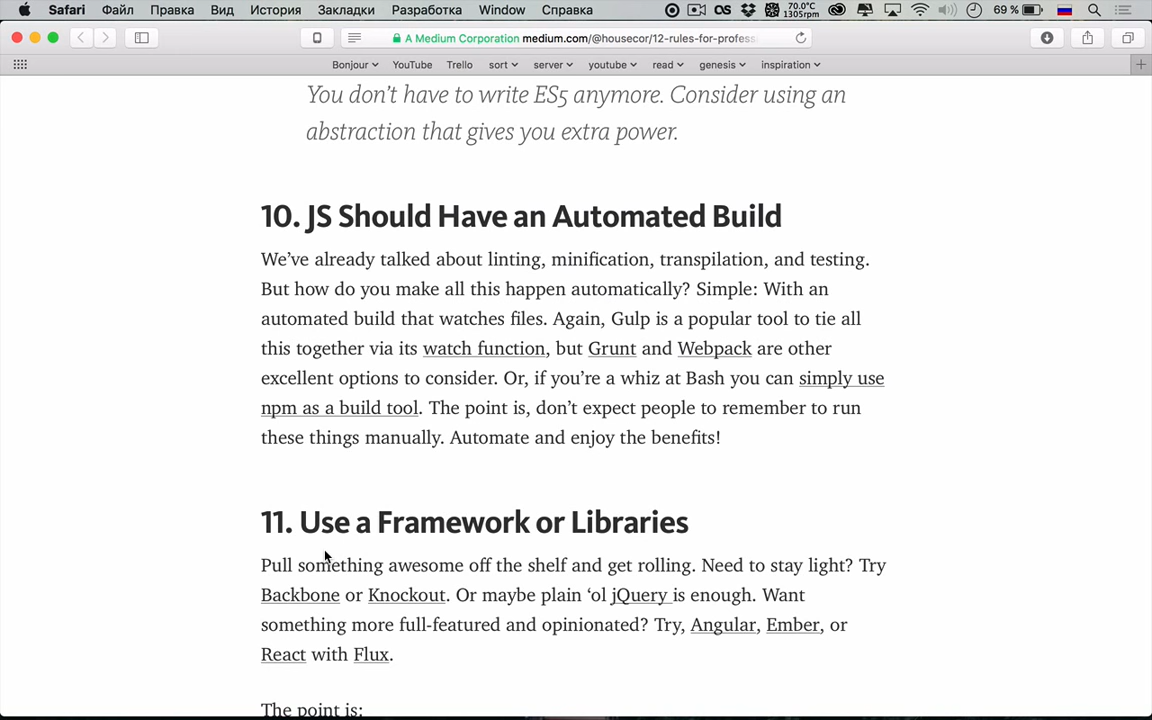 Safari Файл Правка Вид История Закладки Разработка Window Справка 70.0°C 1305rpm 69 %
A Medium Corporation medium.com/@housecor/12-rules-for-profess
Bonjour YouTube Trello sort server youtube read genesis inspiration
You don’t have to write ES5 anymore. Consider using an
abstraction that gives you extra power.
10. JS Should Have an Automated Build
We’ve already talked about linting, minification, transpilation, and testing.
But how do you make all this happen automatically? Simple: With an
automated build that watches files. Again, Gulp is a popular tool to tie all
this together via its watch function, but Grunt and Webpack are other
excellent options to consider. Or, if you’re a whiz at Bash you can simply use
npm as a build tool. The point is, don’t expect people to remember to run
these things manually. Automate and enjoy the benefits!
11. Use a Framework or Libraries
Pull something awesome off the shelf and get rolling. Need to stay light? Try
Backbone or Knockout. Or maybe plain ‘ol jQuery is enough. Want
something more full-featured and opinionated? Try, Angular, Ember, or
React with Flux.
The point is: